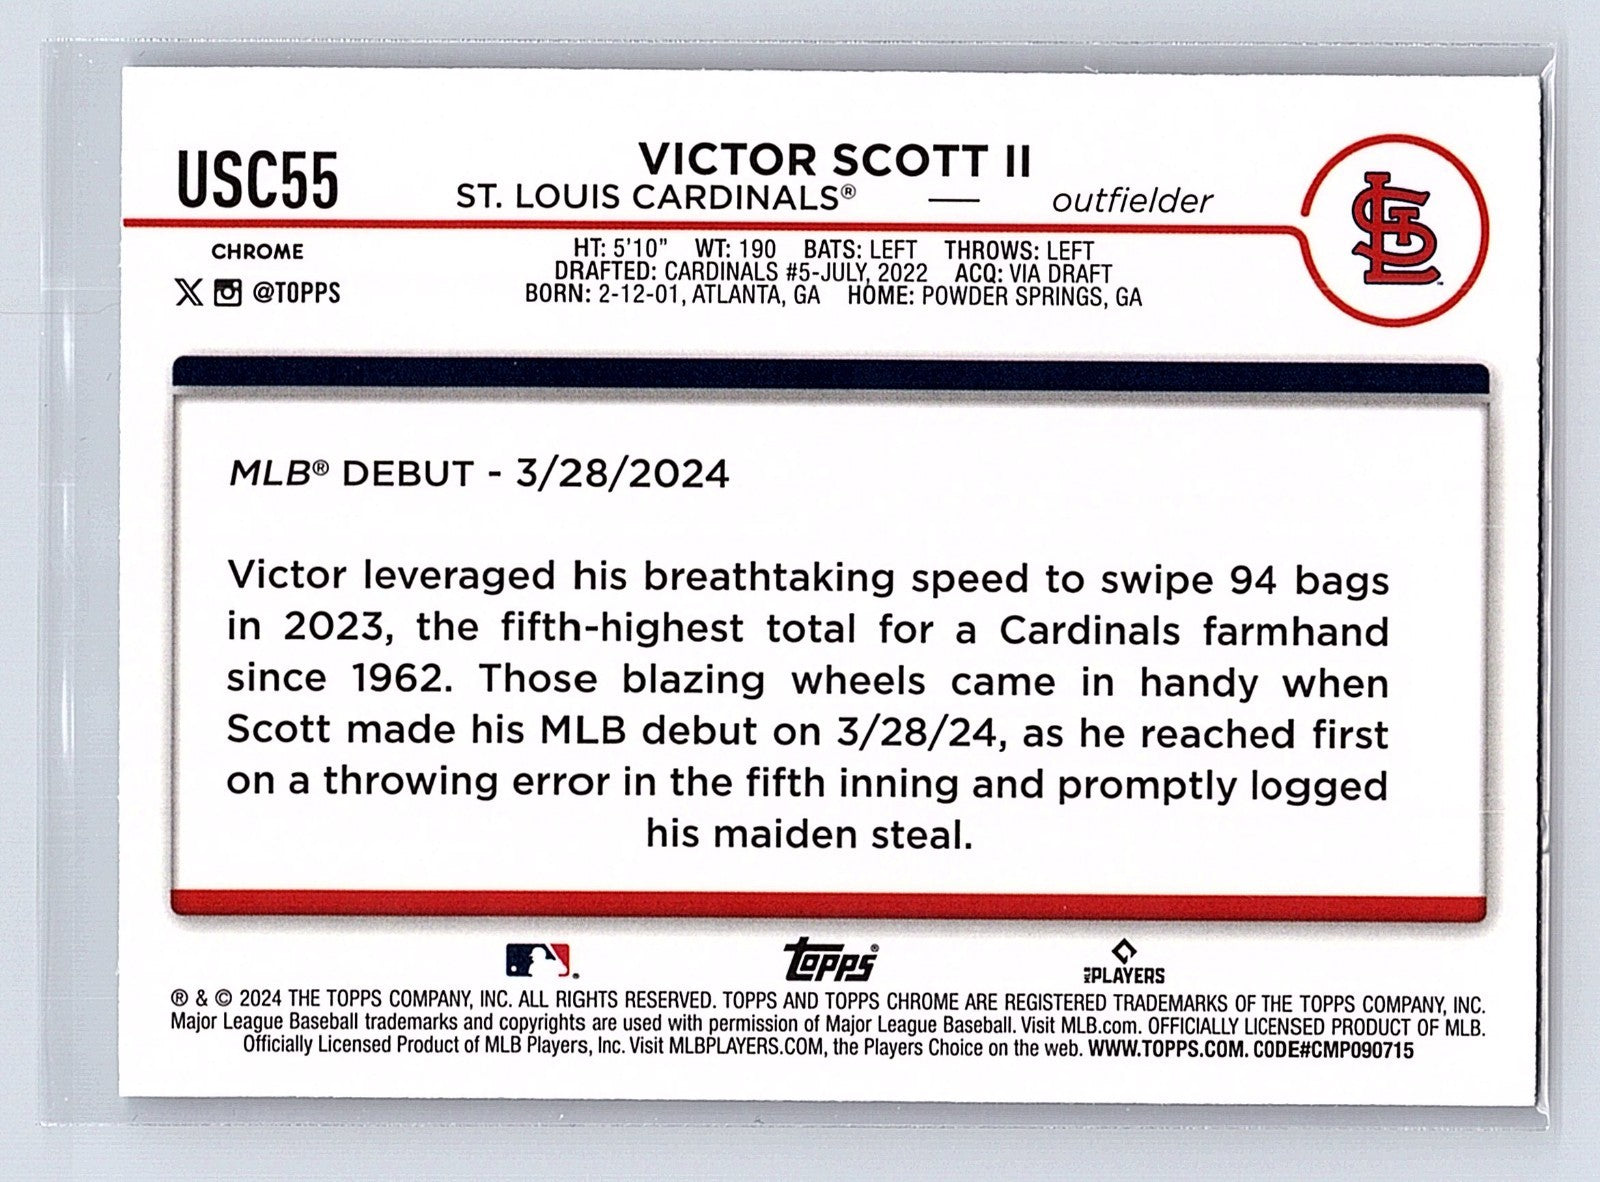 USC55
VICTOR SCOTT II
ST. LOUIS CARDINALS® — outfielder
CHROME
@TOPPS
HT: 5'10" WT: 190 BATS: LEFT THROWS: LEFT
DRAFTED: CARDINALS #5-JULY, 2022 ACQ: VIA DRAFT
BORN: 2-12-01, ATLANTA, GA HOME: POWDER SPRINGS, GA
STL
MLB® DEBUT - 3/28/2024
Victor leveraged his breathtaking speed to swipe 94 bags
in 2023, the fifth-highest total for a Cardinals farmhand
since 1962. Those blazing wheels came in handy when
Scott made his MLB debut on 3/28/24, as he reached first
on a throwing error in the fifth inning and promptly logged
his maiden steal.
Topps®
MLB PLAYERS
® & © 2024 THE TOPPS COMPANY, INC. ALL RIGHTS RESERVED. TOPPS AND TOPPS CHROME ARE REGISTERED TRADEMARKS OF THE TOPPS COMPANY, INC.
Major League Baseball trademarks and copyrights are used with permission of Major League Baseball. Visit MLB.com. OFFICIALLY LICENSED PRODUCT OF MLB.
Officially Licensed Product of MLB Players, Inc. Visit MLBPLAYERS.COM, the Players Choice on the web. WWW.TOPPS.COM. CODE#CMP090715